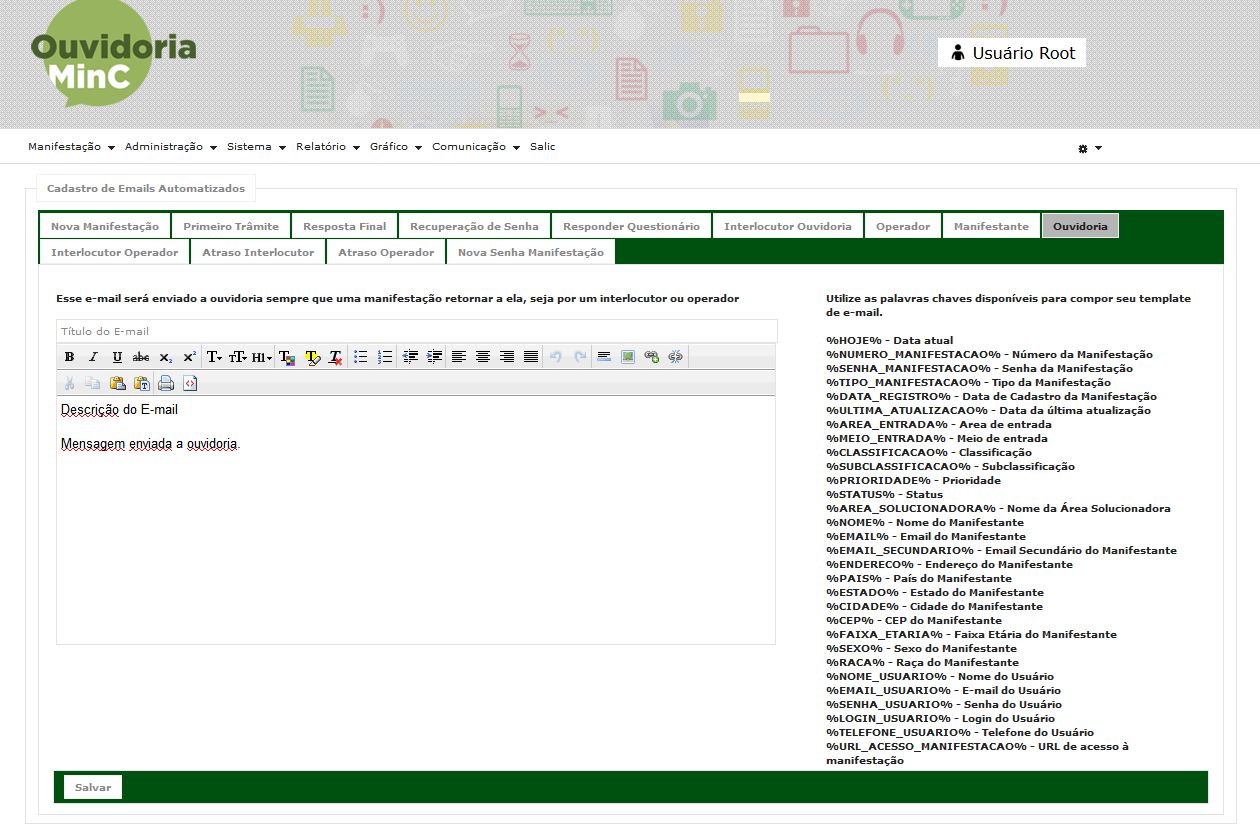 Ouvidoria
MinC
Usuário Root
Manifestação Administração Sistema Relatório Gráfico Comunicação Salic
Cadastro de Emails Automatizados
Nova Manifestação Primeiro Trâmite Resposta Final Recuperação de Senha Responder Questionário Interlocutor Ouvidoria Operador Manifestante Ouvidoria
Interlocutor Operador Atraso Interlocutor Atraso Operador Nova Senha Manifestação
Esse e-mail será enviado a ouvidoria sempre que uma manifestação retornar a ela, seja por um interlocutor ou operador
Título do E-mail
B I U abc X₂ X² T TT H1
Descrição do E-mail
Mensagem enviada a ouvidoria.
Utilize as palavras chaves disponíveis para compor seu template
de e-mail.
%HOJE% - Data atual
%NUMERO_MANIFESTACAO% - Número da Manifestação
%SENHA_MANIFESTACAO% - Senha da Manifestação
%TIPO_MANIFESTACAO% - Tipo da Manifestação
%DATA_REGISTRO% - Data de Cadastro da Manifestação
%ULTIMA_ATUALIZACAO% - Data da última atualização
%AREA_ENTRADA% - Area de entrada
%MEIO_ENTRADA% - Meio de entrada
%CLASSIFICACAO% - Classificação
%SUBCLASSIFICACAO% - Subclassificação
%PRIORIDADE% - Prioridade
%STATUS% - Status
%AREA_SOLUCIONADORA% - Nome da Área Solucionadora
%NOME% - Nome do Manifestante
%EMAIL% - Email do Manifestante
%EMAIL_SECUNDARIO% - Email Secundário do Manifestante
%ENDERECO% - Endereço do Manifestante
%PAIS% - País do Manifestante
%ESTADO% - Estado do Manifestante
%CIDADE% - Cidade do Manifestante
%CEP% - CEP do Manifestante
%FAIXA_ETARIA% - Faixa Etária do Manifestante
%SEXO% - Sexo do Manifestante
%RACA% - Raça do Manifestante
%NOME_USUARIO% - Nome do Usuário
%EMAIL_USUARIO% - E-mail do Usuário
%SENHA_USUARIO% - Senha do Usuário
%LOGIN_USUARIO% - Login do Usuário
%TELEFONE_USUARIO% - Telefone do Usuário
%URL_ACESSO_MANIFESTACAO% - URL de acesso à
manifestação
Salvar